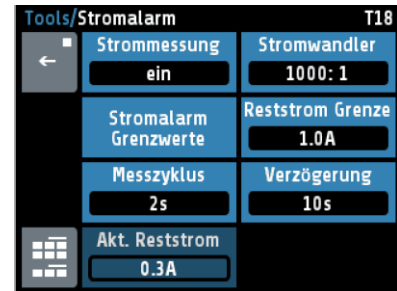 Tools/Stromalarm T18
Strommessung Stromwandler
ein 1000: 1
Stromalarm Grenzwerte
Reststrom Grenze
1.0A
Messzyklus Verzögerung
2s 10s
Akt. Reststrom
0.3A